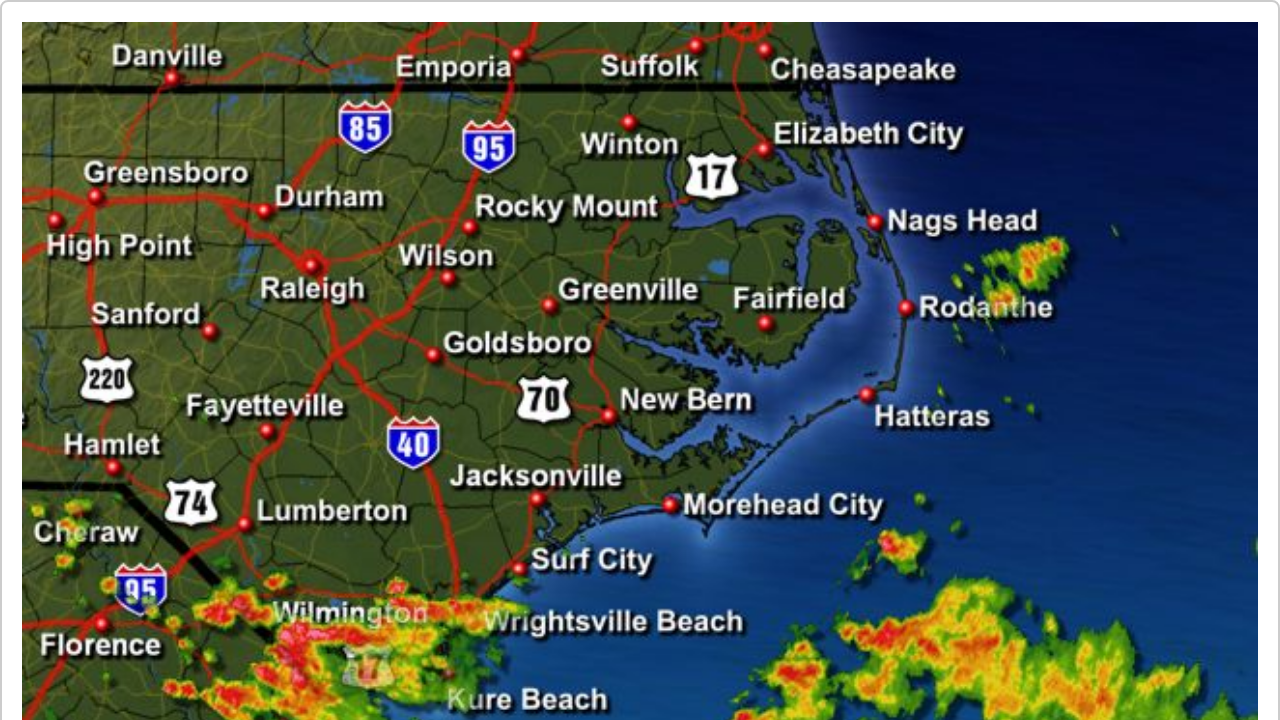 Danville
Emporia
Suffolk
Cheasapeake
85
95
Winton
Elizabeth City
17
Greensboro
Durham
Rocky Mount
Nags Head
High Point
Wilson
Raleigh
Greenville
Fairfield
Rodanthe
Sanford
Goldsboro
220
70
New Bern
Fayetteville
Hatteras
40
Hamlet
Jacksonville
74
Lumberton
Morehead City
Cheraw
Surf City
95
Wilmington
Wrightsville Beach
Florence
17
Kure Beach